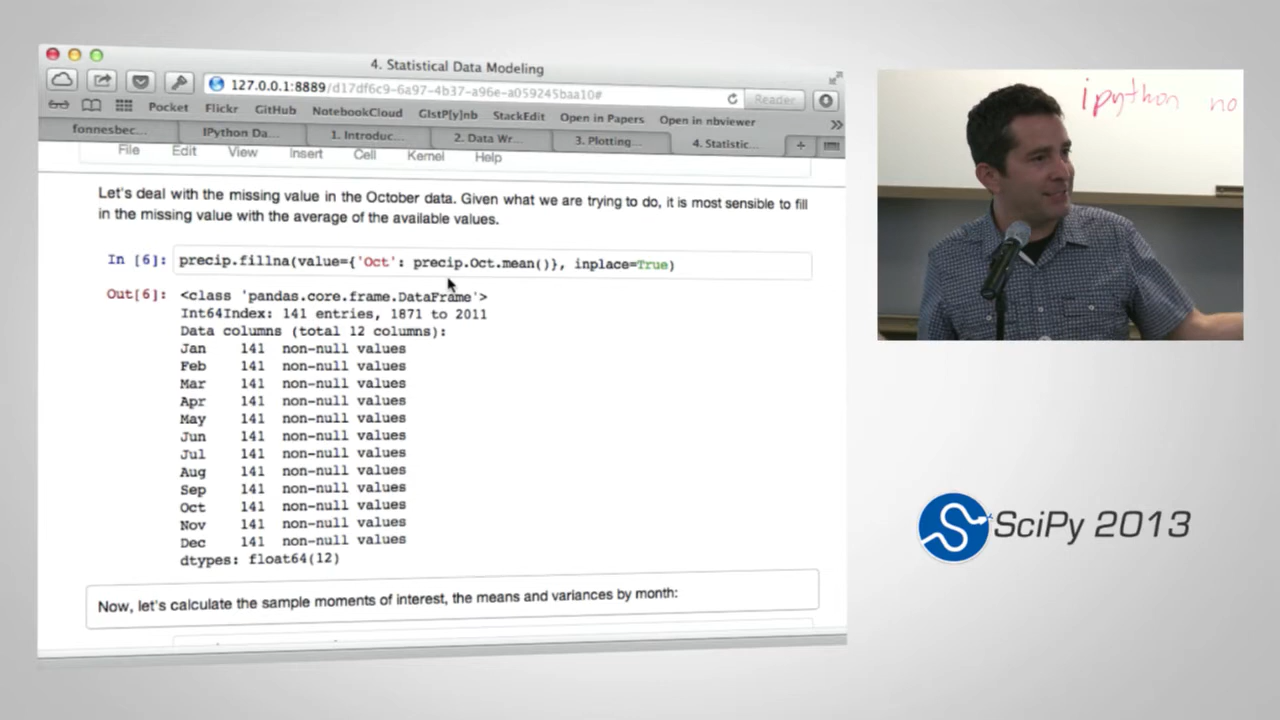 4. Statistical Data Modeling
127.0.0.1:8889/d17df6c9-6a97-4b37-a96e-a059245baa10#
Reader
Pocket Flickr GitHub NotebookCloud GIstP[y]nb StackEdit Open in Papers Open in nbviewer
fonnesbec... IPython Da... 1. Introduc... 2. Data Wr... 3. Plotting... 4. Statistic...
File Edit View Insert Cell Kernel Help
Let's deal with the missing value in the October data. Given what we are trying to do, it is most sensible to fill
in the missing value with the average of the available values.
In [6]: precip.fillna(value={'Oct': precip.Oct.mean()}, inplace=True)
Out[6]: <class 'pandas.core.frame.DataFrame'>
Int64Index: 141 entries, 1871 to 2011
Data columns (total 12 columns):
Jan 141 non-null values
Feb 141 non-null values
Mar 141 non-null values
Apr 141 non-null values
May 141 non-null values
Jun 141 non-null values
Jul 141 non-null values
Aug 141 non-null values
Sep 141 non-null values
Oct 141 non-null values
Nov 141 non-null values
Dec 141 non-null values
dtypes: float64(12)
Now, let's calculate the sample moments of interest, the means and variances by month:
ipython no
SciPy 2013